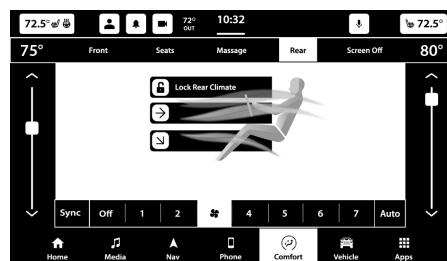 72.5°
72°
OUT
10:32
72.5°
75°
Front
Seats
Massage
Rear
Screen Off
80°
Lock Rear Climate
Sync
Off
1
2
4
5
6
7
Auto
Home
Media
Nav
Phone
Comfort
Vehicle
Apps